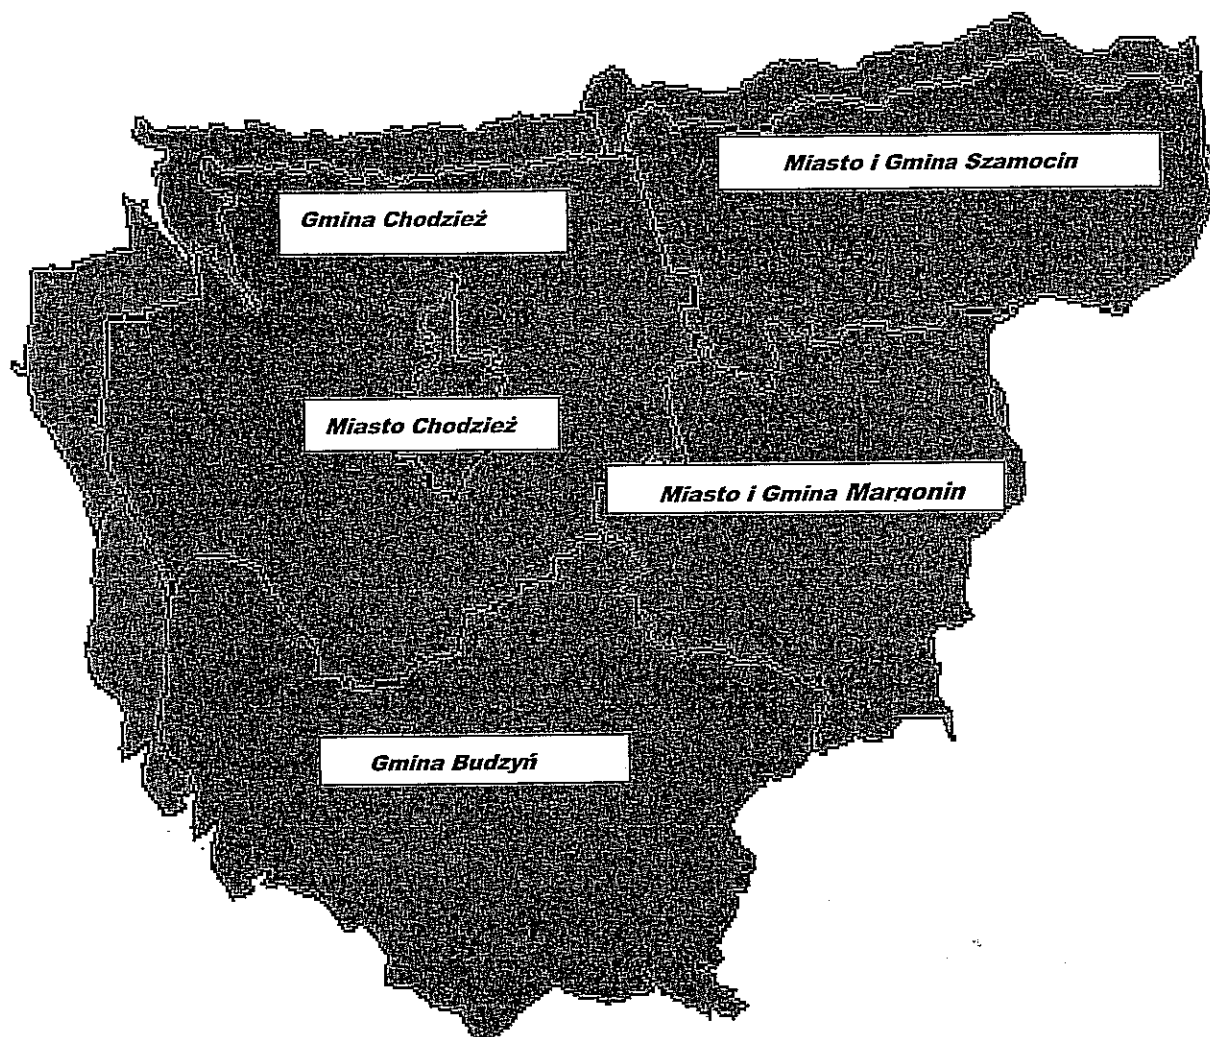 Miasto i Gmina Szamocin
Gmina Chodzież
Miasto Chodzież
Miasto i Gmina Margonin
Gmina Budzyń